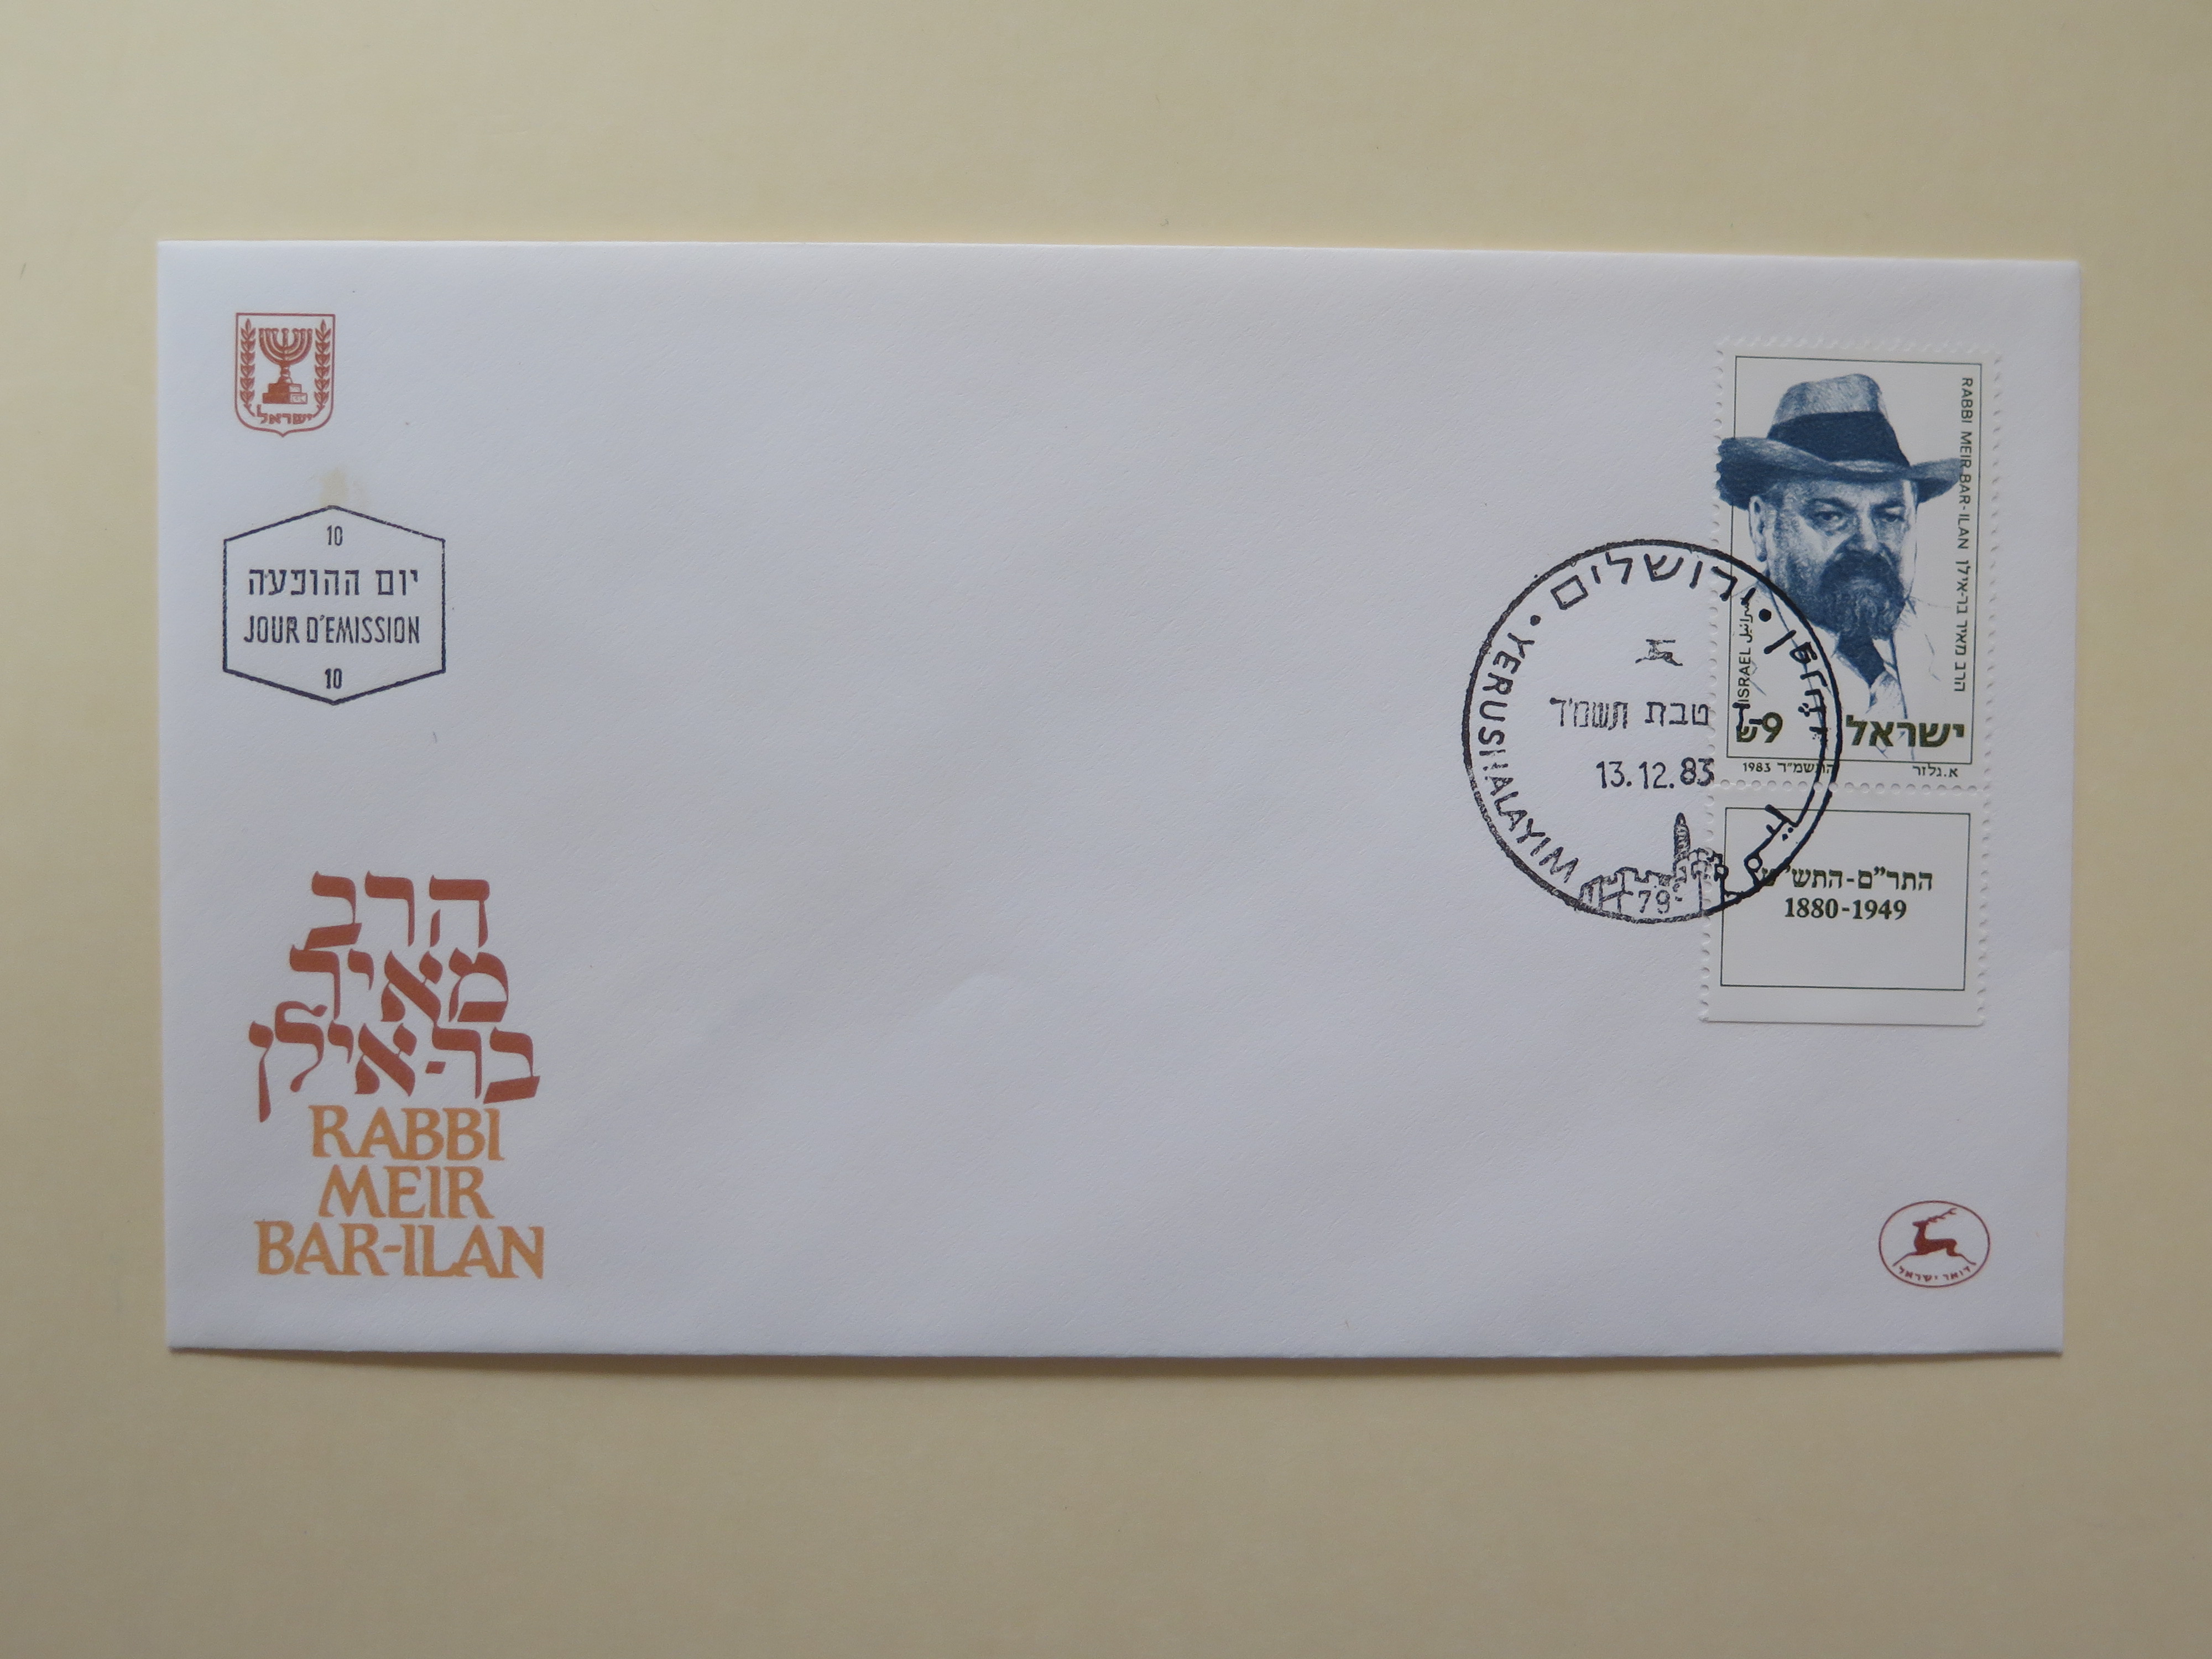 ישראל
10
יום ההופעה
JOUR D'EMISSION
10
הרב
מאיר
בר-אילן
RABBI
MEIR
BAR-ILAN
RABBI MEIR BAR-ILAN הרב מאיר בר-אילן
ISRAEL
9 ש
ישראל
1983 התשמ"ד
א. גלזר
ירושלים
YERUSHALAYIM
טבת תשמ"ד
13.12.83
79
התר"ם-התש"ט
1880-1949
דואר ישראל